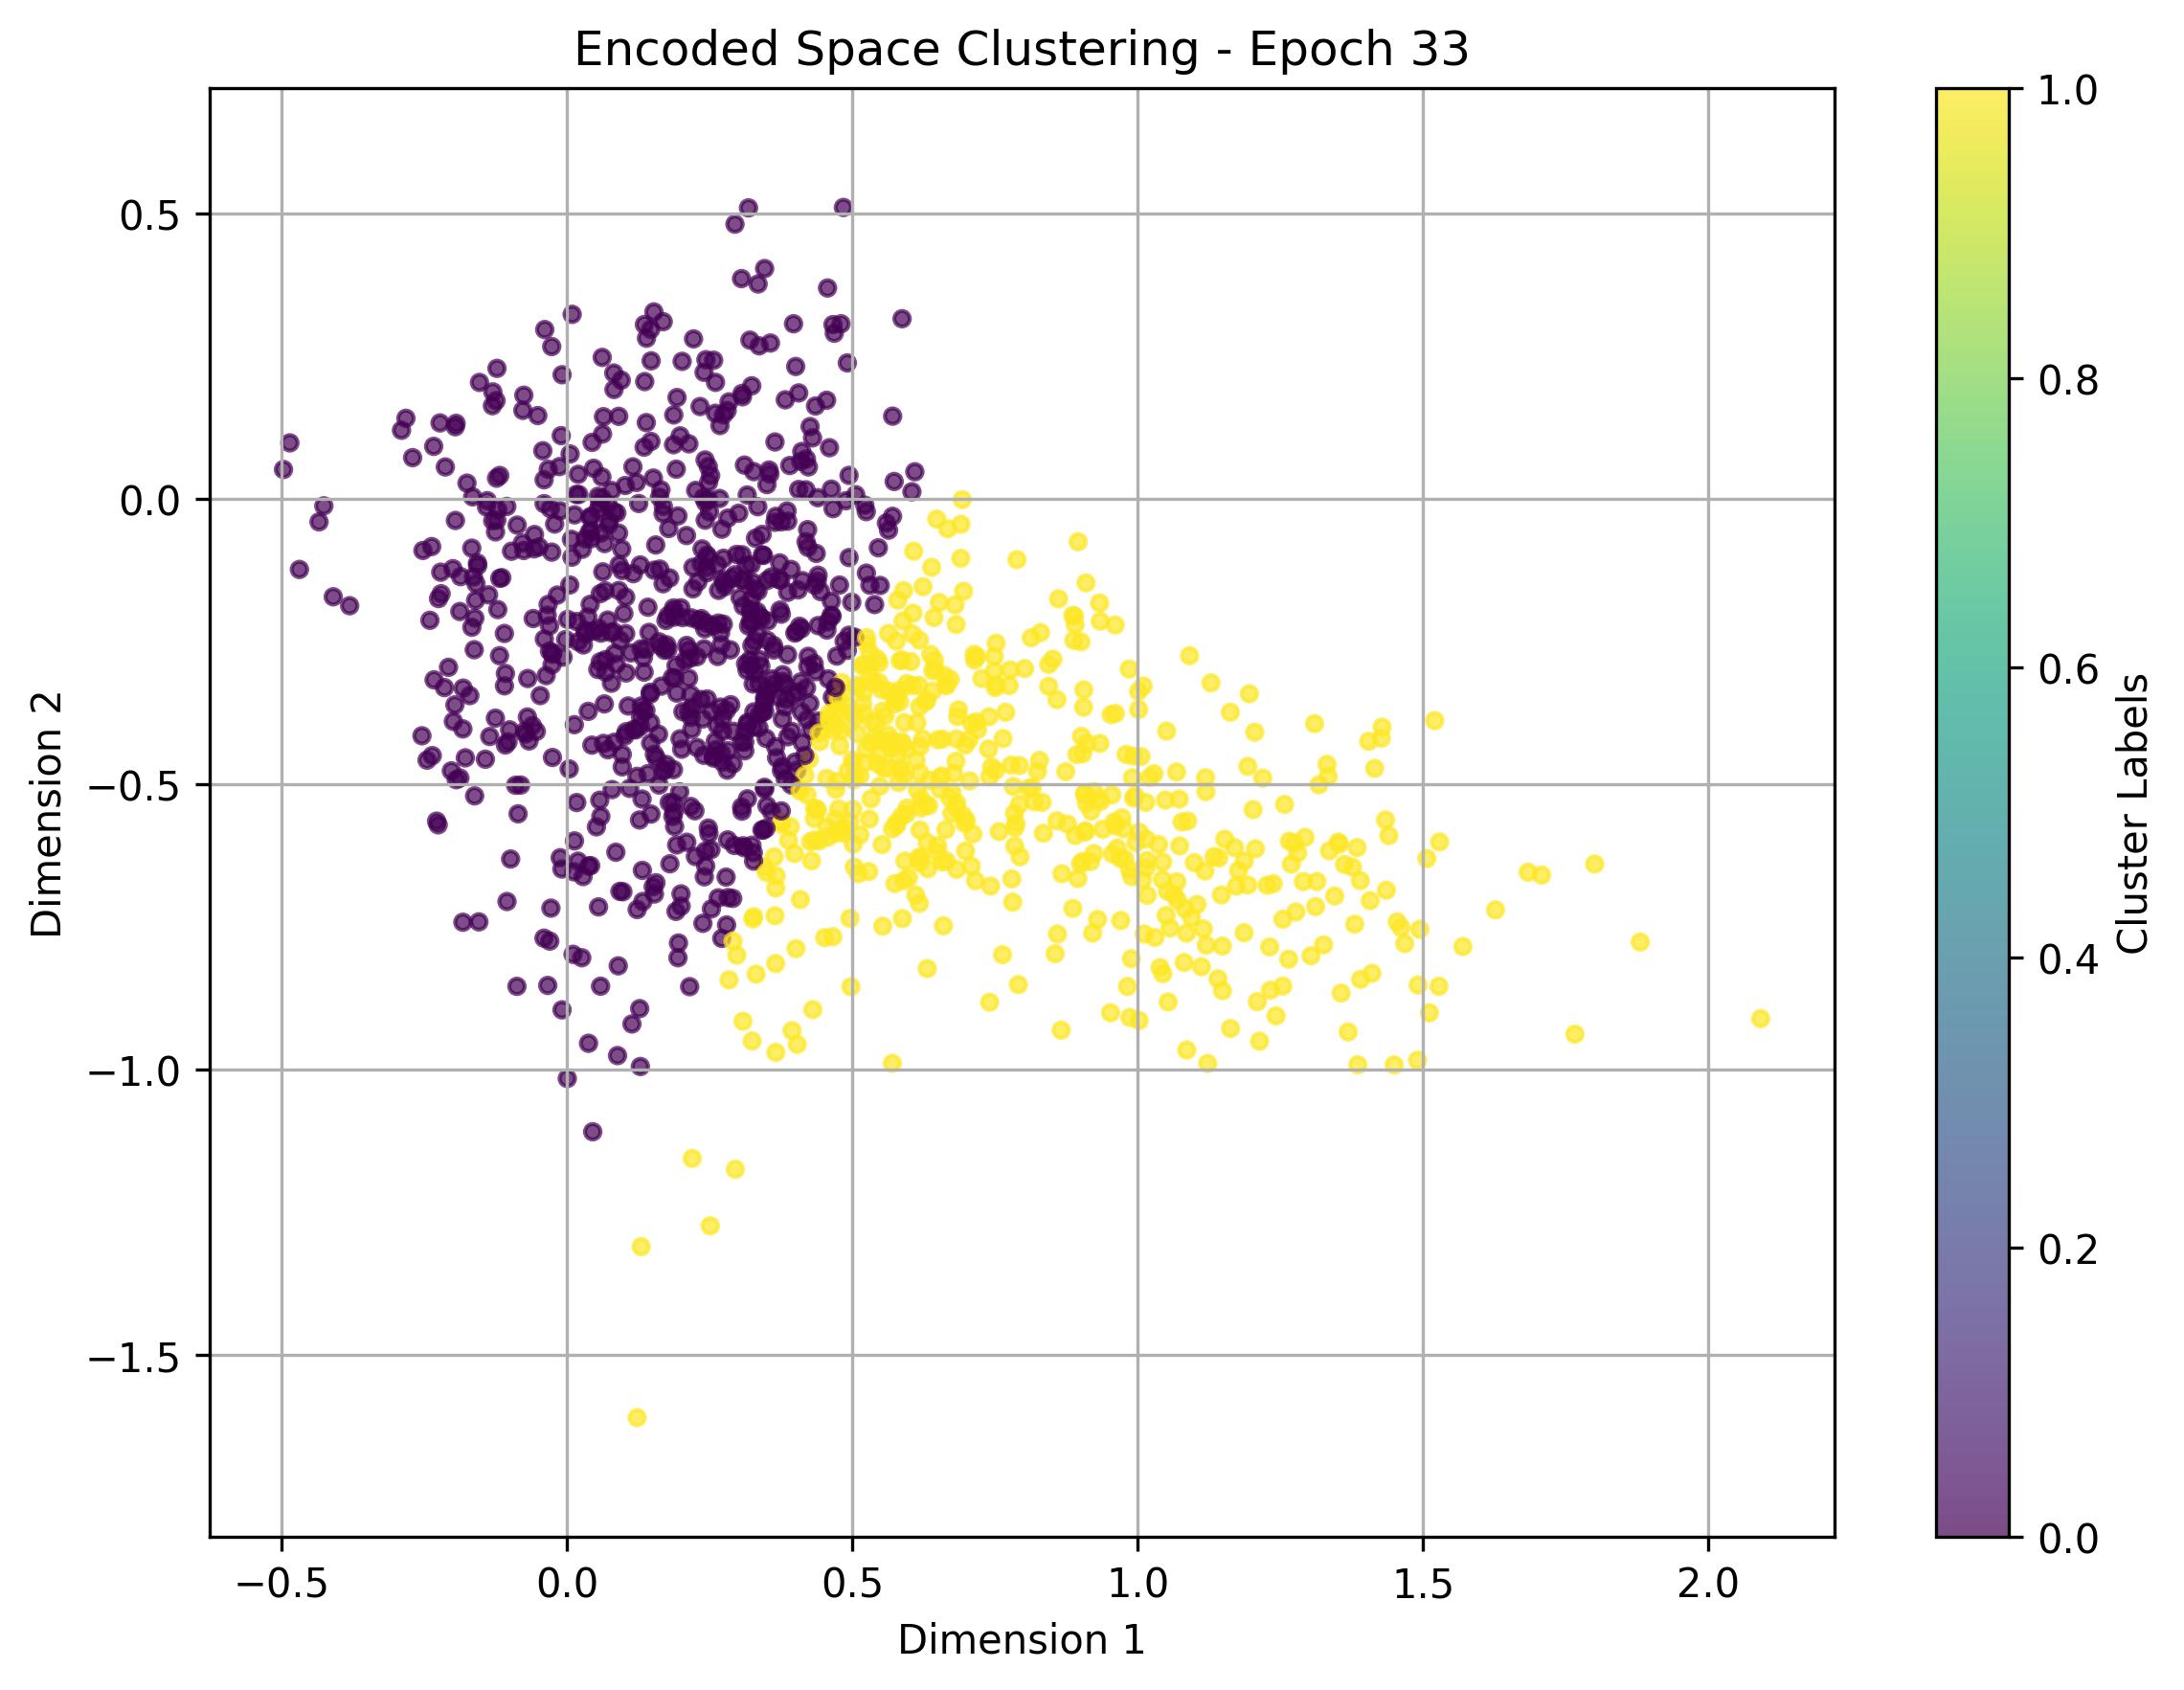 Encoded Space Clustering - Epoch 33
1.0
0.5
0.8
0.0
0.6
−0.5
0.4
−1.0
0.2
−1.5
0.0
Dimension 2
Cluster Labels
−0.5 0.0 0.5 1.0 1.5 2.0
Dimension 1